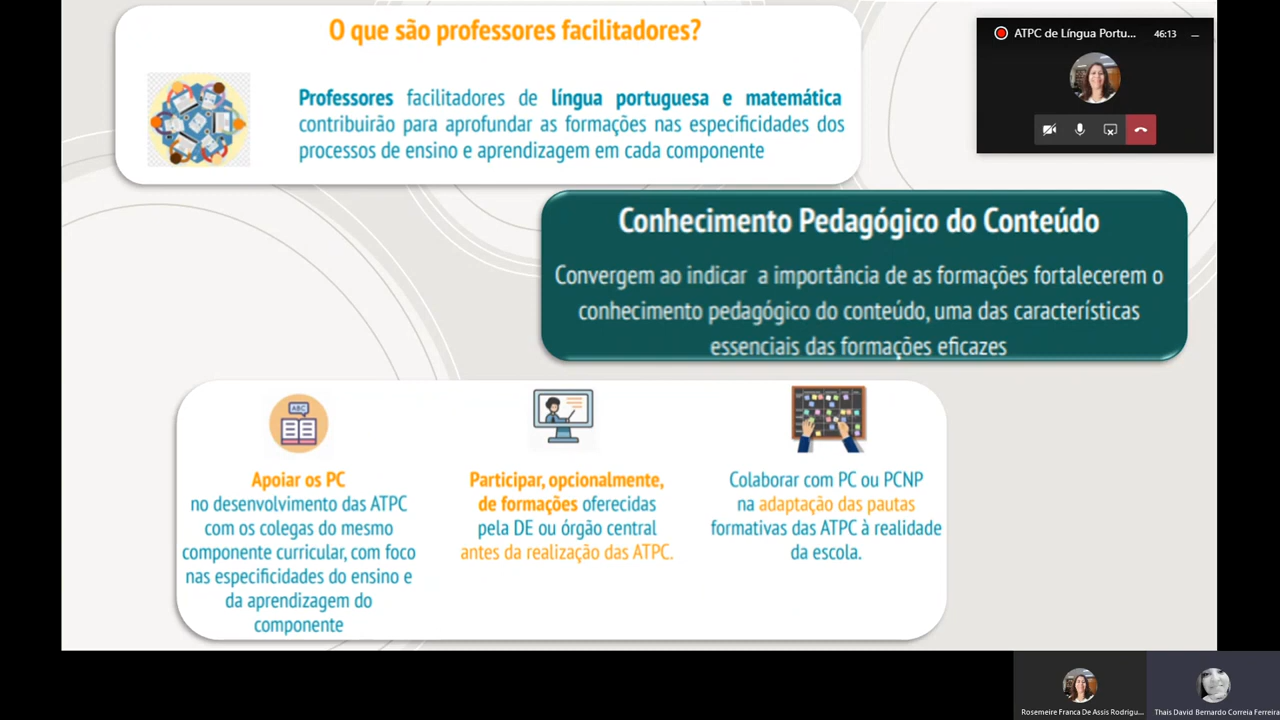 O que são professores facilitadores?
Professores facilitadores de língua portuguesa e matemática
contribuirão para aprofundar as formações nas especificidades dos
processos de ensino e aprendizagem em cada componente
ATPC de Língua Portu...
46:13
Conhecimento Pedagógico do Conteúdo
Convergem ao indicar a importância de as formações fortalecerem o
conhecimento pedagógico do conteúdo, uma das características
essenciais das formações eficazes
ABC
Apoiar os PC
no desenvolvimento das ATPC
com os colegas do mesmo
componente curricular, com foco
nas especificidades do ensino e
da aprendizagem do
componente
Participar, opcionalmente,
de formações oferecidas
pela DE ou órgão central
antes da realização das ATPC.
Colaborar com PC ou PCNP
na adaptação das pautas
formativas das ATPC à realidade
da escola.
Rosemeire Franca De Assis Rodrigu...
Thais David Bernardo Correia Ferreira